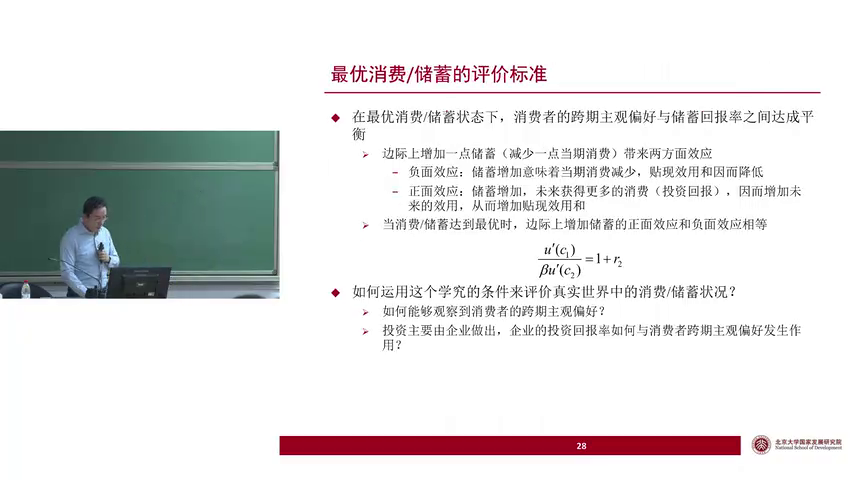 最优消费/储蓄的评价标准
在最优消费/储蓄状态下，消费者的跨期主观偏好与储蓄回报率之间达成平
衡
边际上增加一点储蓄（减少一点当期消费）带来两方面效应
负面效应：储蓄增加意味着当期消费减少，贴现效用和因而降低
正面效应：储蓄增加，未来获得更多的消费（投资回报），因而增加未
来的效用，从而增加贴现效用和
当消费/储蓄达到最优时，边际上增加储蓄的正面效应和负面效应相等
u′(c₁)
βu′(c₂)
=1+r₂
如何运用这个学究的条件来评价真实世界中的消费/储蓄状况？
如何能够观察到消费者的跨期主观偏好？
投资主要由企业做出，企业的投资回报率如何与消费者跨期主观偏好发生作
用？
28
北京大学国家发展研究院
National School of Development